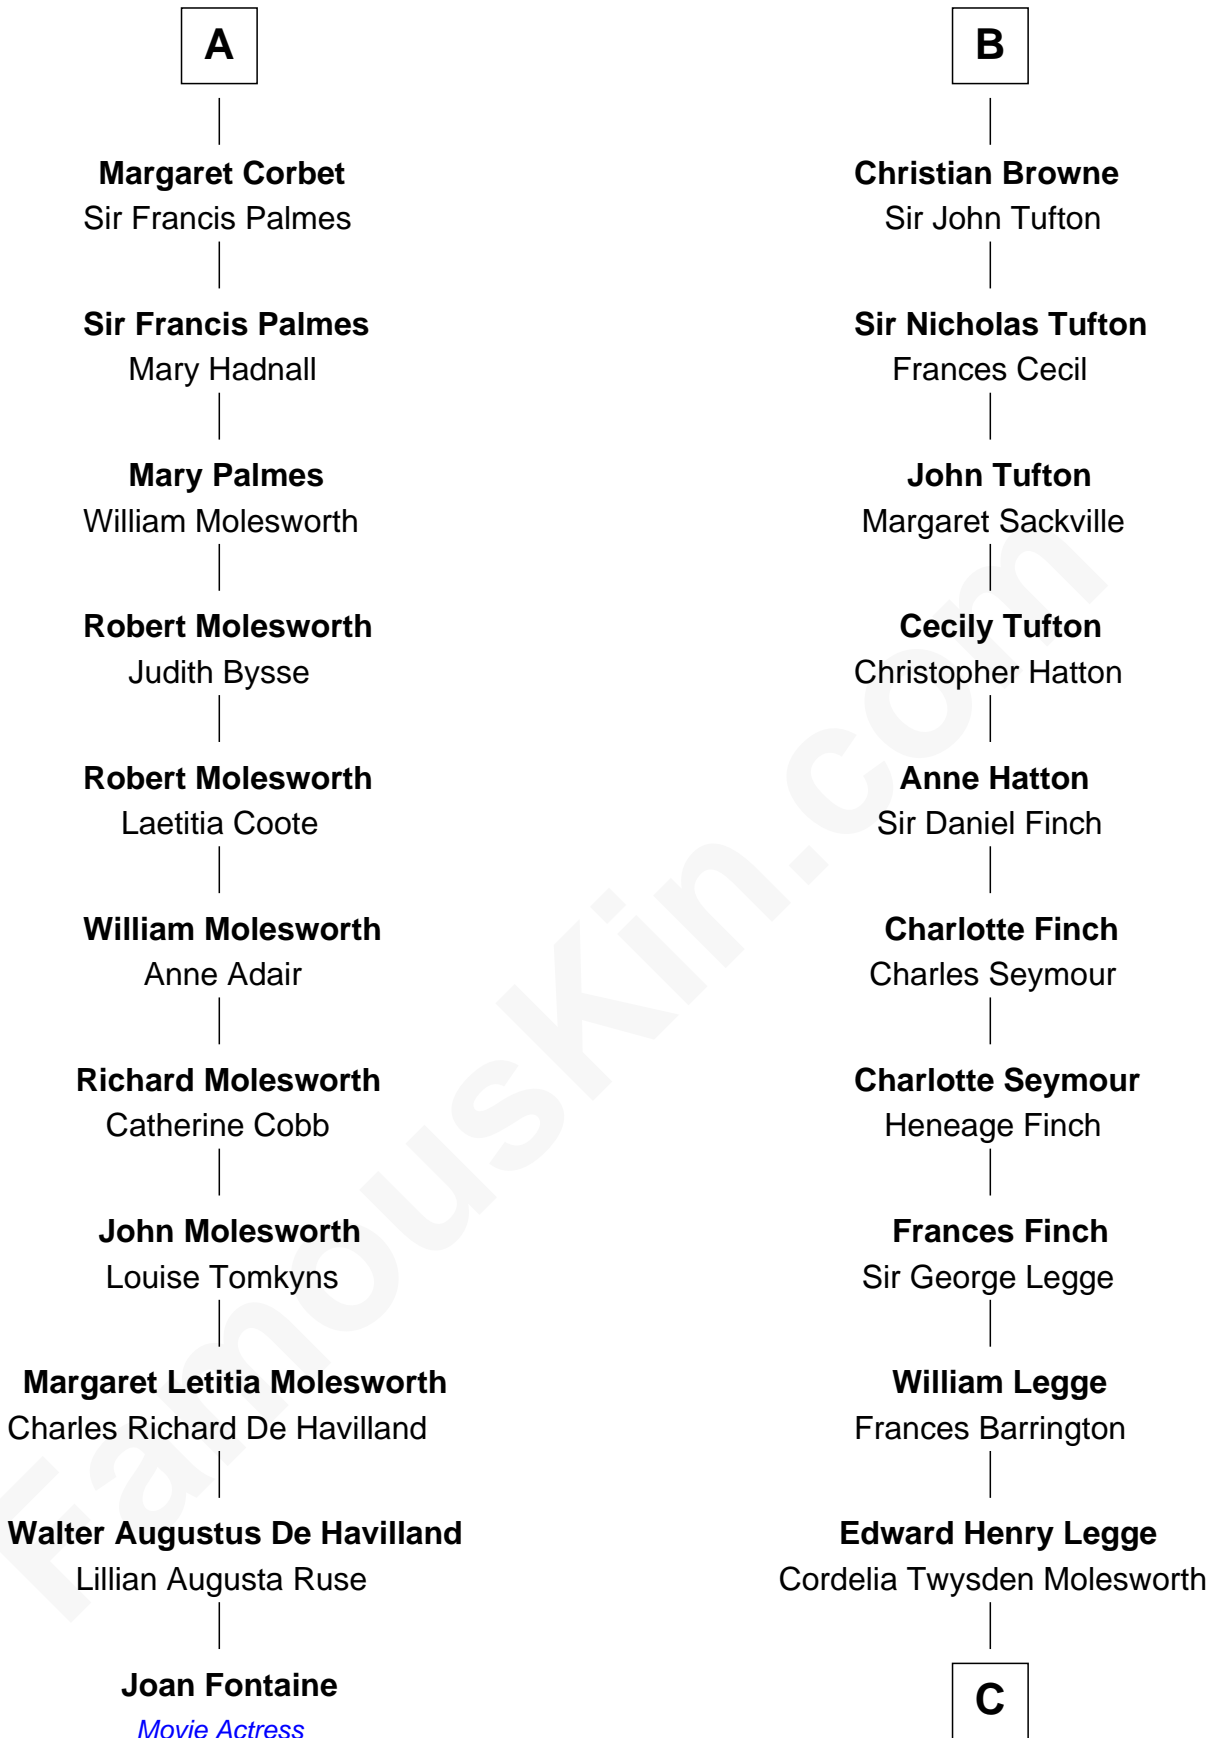 A
Margaret Corbet
Sir Francis Palmes
Sir Francis Palmes
Mary Hadnall
Mary Palmes
William Molesworth
Robert Molesworth
Judith Bysse
Robert Molesworth
Laetitia Coote
William Molesworth
Anne Adair
Richard Molesworth
Catherine Cobb
John Molesworth
Louise Tomkyns
Margaret Letitia Molesworth
Charles Richard De Havilland
Walter Augustus De Havilland
Lillian Augusta Ruse
Joan Fontaine
Movie Actress
B
Christian Browne
Sir John Tufton
Sir Nicholas Tufton
Frances Cecil
John Tufton
Margaret Sackville
Cecily Tufton
Christopher Hatton
Anne Hatton
Sir Daniel Finch
Charlotte Finch
Charles Seymour
Charlotte Seymour
Heneage Finch
Frances Finch
Sir George Legge
William Legge
Frances Barrington
Edward Henry Legge
Cordelia Twysden Molesworth
C
FamousKin.com